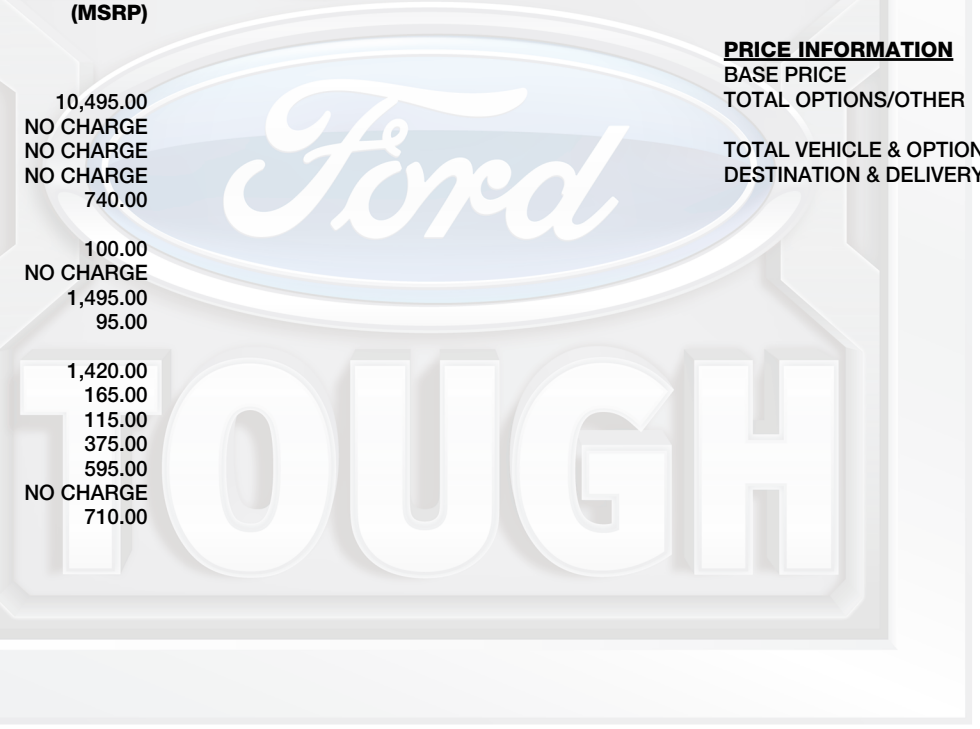 (MSRP)
10,495.00
NO CHARGE
NO CHARGE
NO CHARGE
740.00
100.00
NO CHARGE
1,495.00
95.00
1,420.00
165.00
115.00
375.00
595.00
NO CHARGE
710.00
PRICE INFORMATION
BASE PRICE
TOTAL OPTIONS/OTHER
TOTAL VEHICLE & OPTION
DESTINATION & DELIVERY
Ford
TOUGH